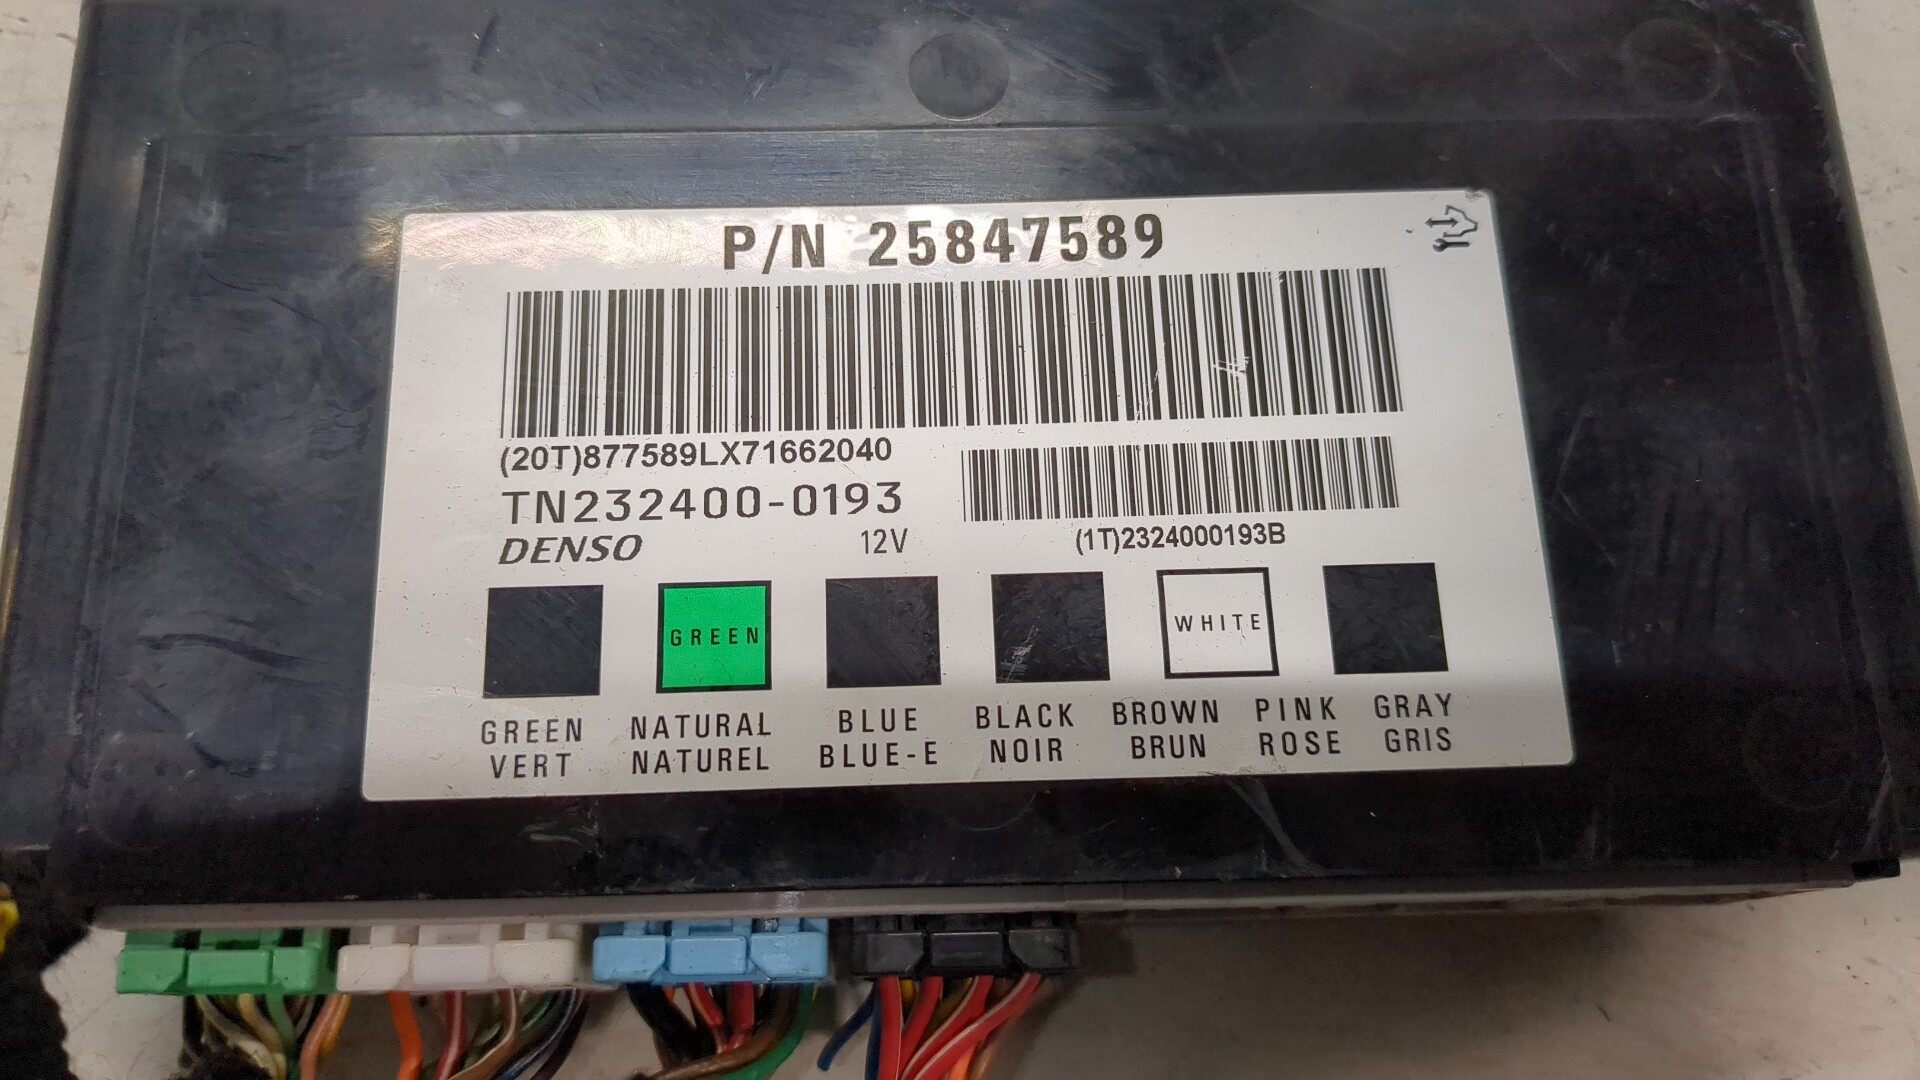 P/N 25847589
(20T)877589LX71662040
TN232400-0193
DENSO
12V
(1T)2324000193B
GREEN
WHITE
GREEN NATURAL BLUE BLACK BROWN PINK GRAY
VERT NATUREL BLUE-E NOIR BRUN ROSE GRIS